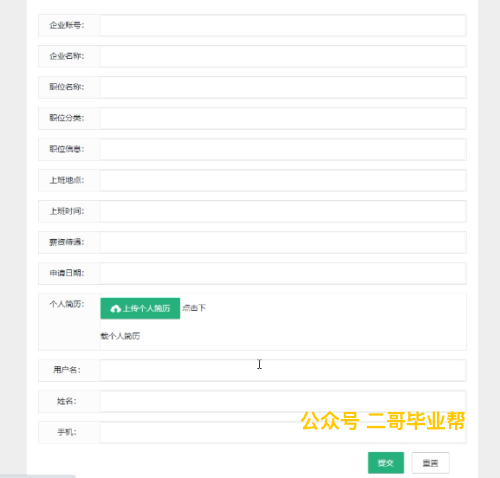 企业账号:
企业名称:
职位名称:
职位分类:
职位信息:
上班地点:
上班时间:
薪资待遇:
申请日期:
个人简历: 上传个人简历 点击下
载个人简历
用户名:
姓名:
公众号 二哥毕业帮
手机:
提交 重置